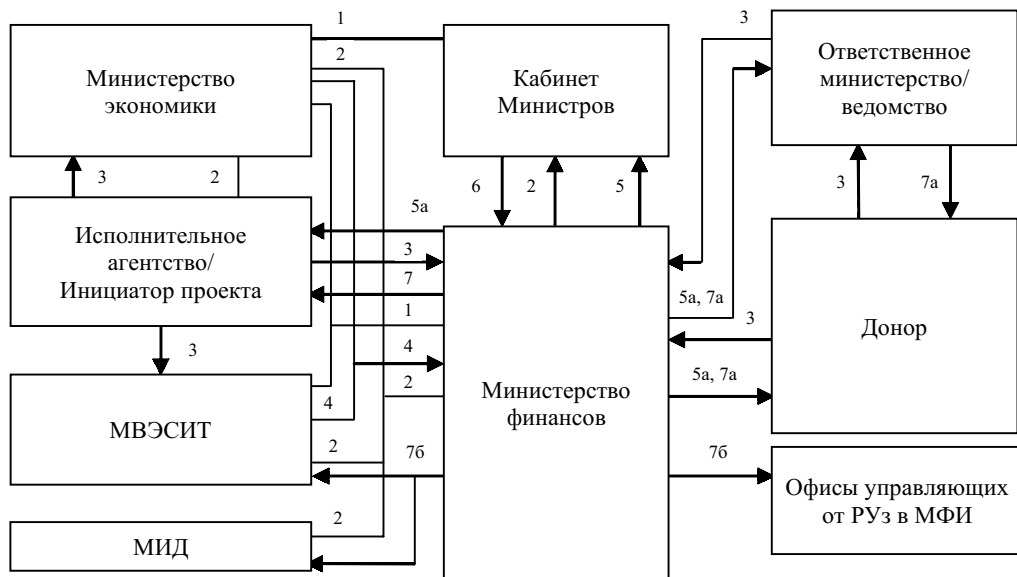 1
3
2
Министерство
экономики
Кабинет
Министров
Ответственное
министерство/
ведомство
3
2
6
2
5
3
7а
5а
Исполнительное
агентство/
Инициатор проекта
3
7
1
5а, 7а
3
Донор
3
4
2
Министерство
финансов
5а, 7а
МВЭСИТ
4
2
7б
7б
Офисы управляющих
от РУз в МФИ
2
МИД